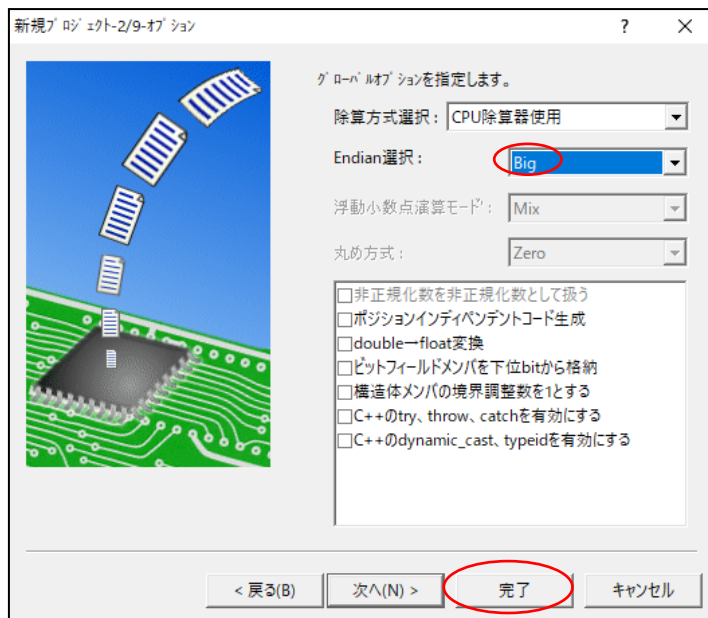 新規プロジェクト-2/9-オプション
?
グローバルオプションを指定します。
除算方式選択： CPU除算器使用
Endian選択： Big
浮動小数点演算モード： Mix
丸め方式： Zero
非正規化数を非正規化数として扱う
ポジションインディペンデントコード生成
double→float変換
ビットフィールドメンバを下位bitから格納
構造体メンバの境界調整数を1とする
C++のtry、throw、catchを有効にする
C++のdynamic_cast、typeidを有効にする
< 戻る(B) 次へ(N) > 完了 キャンセル